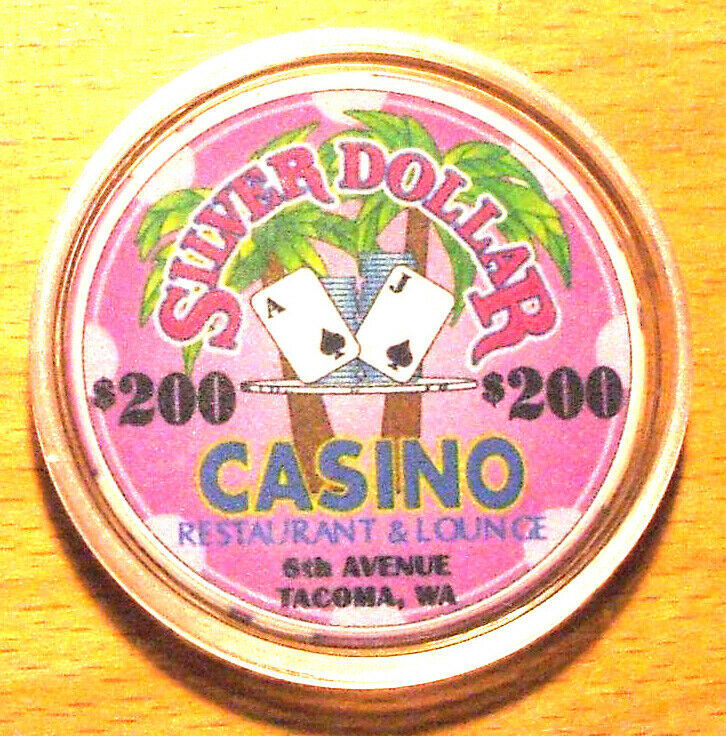 SILVER DOLLAR
A
J
$200 $200
CASINO
RESTAURANT & LOUNGE
6th AVENUE
TACOMA, WA